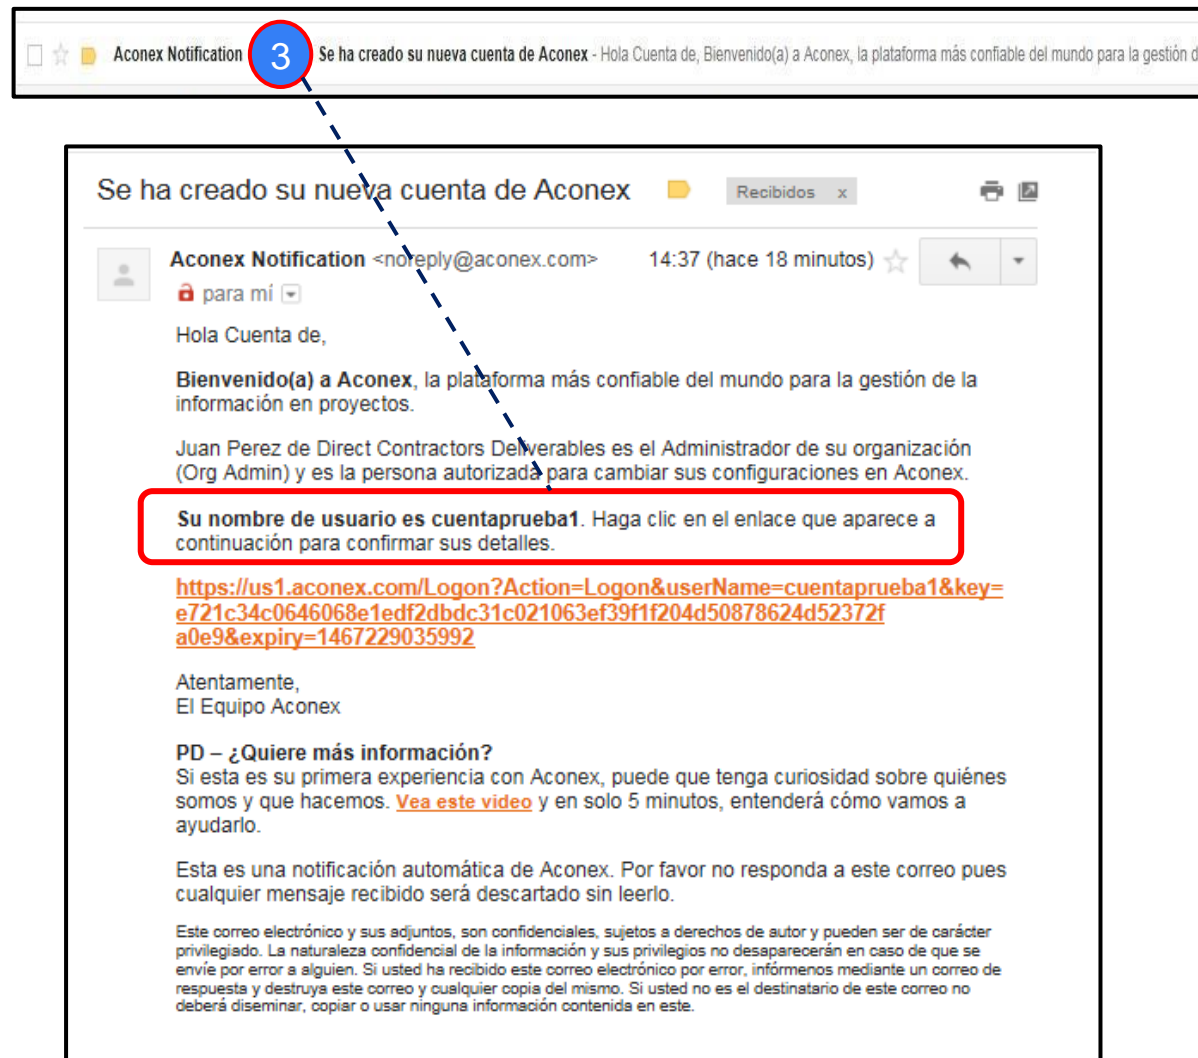 Aconex Notification 3 Se ha creado su nueva cuenta de Aconex - Hola Cuenta de, Bienvenido(a) a Aconex, la plataforma más confiable del mundo para la gestión d
Se ha creado su nueva cuenta de Aconex Recibidos x
Aconex Notification <noreply@aconex.com> 14:37 (hace 18 minutos)
para mí
Hola Cuenta de,
Bienvenido(a) a Aconex, la plataforma más confiable del mundo para la gestión de la
información en proyectos.
Juan Perez de Direct Contractors Deliverables es el Administrador de su organización
(Org Admin) y es la persona autorizada para cambiar sus configuraciones en Aconex.
Su nombre de usuario es cuentaprueba1. Haga clic en el enlace que aparece a
continuación para confirmar sus detalles.
https://us1.aconex.com/Logon?Action=Logon&userName=cuentaprueba1&key=
e721c34c0646068e1edf2dbdc31c021063ef39f1f204d50878624d52372f
a0e9&expiry=1467229035992
Atentamente,
El Equipo Aconex
PD – ¿Quiere más información?
Si esta es su primera experiencia con Aconex, puede que tenga curiosidad sobre quiénes
somos y que hacemos. Vea este video y en solo 5 minutos, entenderá cómo vamos a
ayudarlo.
Esta es una notificación automática de Aconex. Por favor no responda a este correo pues
cualquier mensaje recibido será descartado sin leerlo.
Este correo electrónico y sus adjuntos, son confidenciales, sujetos a derechos de autor y pueden ser de carácter
privilegiado. La naturaleza confidencial de la información y sus privilegios no desaparecerán en caso de que se
envíe por error a alguien. Si usted ha recibido este correo electrónico por error, infórmenos mediante un correo de
respuesta y destruya este correo y cualquier copia del mismo. Si usted no es el destinatario de este correo no
deberá diseminar, copiar o usar ninguna información contenida en este.